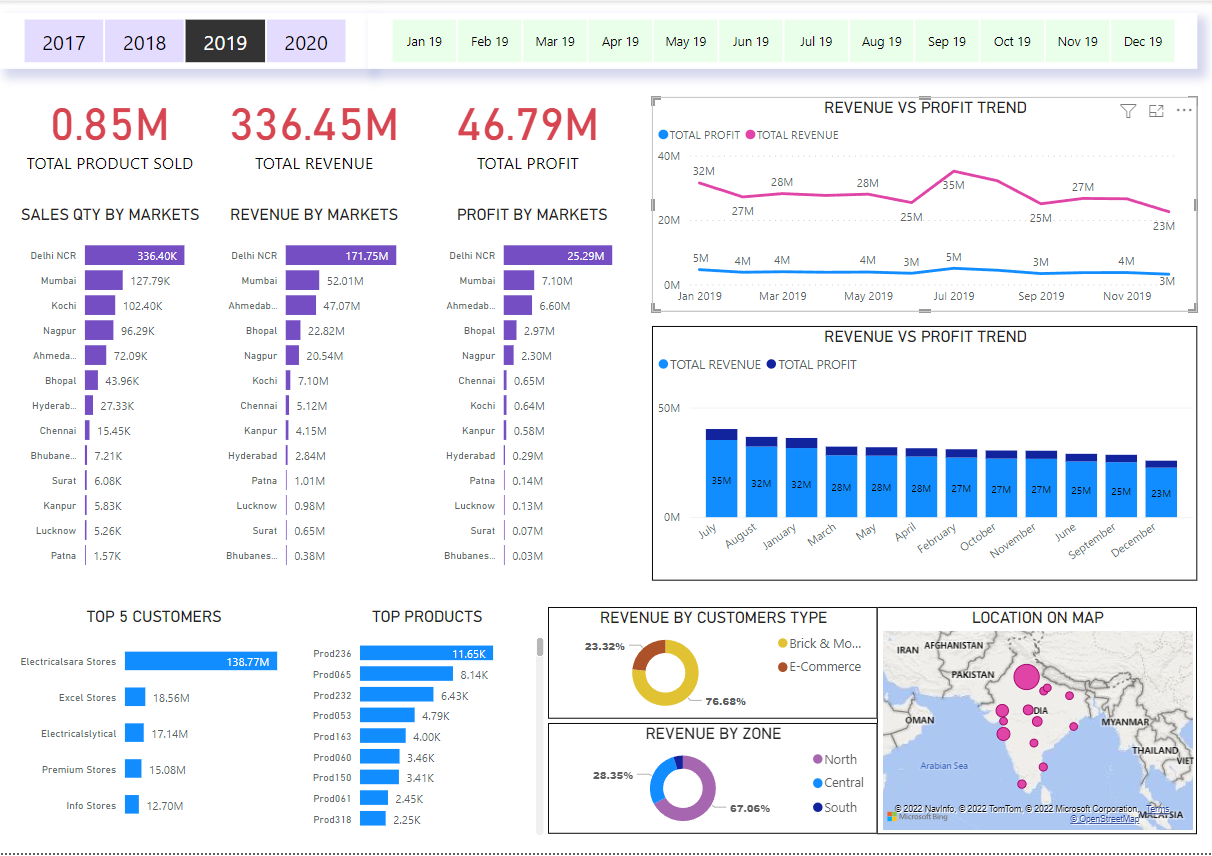 2017 2018 2019 2020 Jan 19 Feb 19 Mar 19 Apr 19 May 19 Jun 19 Jul 19 Aug 19 Sep 19 Oct 19 Nov 19 Dec 19
0.85M 336.45M 46.79M
TOTAL PRODUCT SOLD TOTAL REVENUE TOTAL PROFIT
SALES QTY BY MARKETS
Delhi NCR 336.40K
Mumbai 127.79K
Kochi 102.40K
Nagpur 96.29K
Ahmeda... 72.09K
Bhopal 43.96K
Hyderab... 27.33K
Chennai 15.45K
Bhubane... 7.21K
Surat 6.08K
Kanpur 5.83K
Lucknow 5.26K
Patna 1.57K
REVENUE BY MARKETS
Delhi NCR 171.75M
Mumbai 52.01M
Ahmedab... 47.07M
Bhopal 22.82M
Nagpur 20.54M
Kochi 7.10M
Chennai 5.12M
Kanpur 4.15M
Hyderabad 2.84M
Patna 1.01M
Lucknow 0.98M
Surat 0.65M
Bhubanes... 0.38M
PROFIT BY MARKETS
Delhi NCR 25.29M
Mumbai 7.10M
Ahmedab... 6.60M
Bhopal 2.97M
Nagpur 2.30M
Chennai 0.65M
Kochi 0.64M
Kanpur 0.58M
Hyderabad 0.29M
Patna 0.14M
Lucknow 0.13M
Surat 0.07M
Bhubanes... 0.03M
REVENUE VS PROFIT TREND
TOTAL PROFIT TOTAL REVENUE
40M
32M 27M 28M 28M 25M 35M 25M 27M 23M
20M
5M 4M 4M 4M 3M 5M 3M 4M 3M
0M
Jan 2019 Mar 2019 May 2019 Jul 2019 Sep 2019 Nov 2019
REVENUE VS PROFIT TREND
TOTAL REVENUE TOTAL PROFIT
50M
35M 32M 32M 28M 28M 28M 27M 27M 27M 25M 25M 23M
0M
July August January March May April February October November June September December
TOP 5 CUSTOMERS
Electricalsara Stores 138.77M
Excel Stores 18.56M
Electricalslytical 17.14M
Premium Stores 15.08M
Info Stores 12.70M
TOP PRODUCTS
Prod236 11.65K
Prod065 8.14K
Prod232 6.43K
Prod053 4.79K
Prod163 4.00K
Prod060 3.46K
Prod150 3.41K
Prod061 2.45K
Prod318 2.25K
REVENUE BY CUSTOMERS TYPE
23.32%
76.68%
Brick & Mo...
E-Commerce
REVENUE BY ZONE
28.35%
67.06%
North
Central
South
LOCATION ON MAP
IRAN AFGHANISTAN
PAKISTAN
DIA
OMAN MYANMAR
THAILAND
VIET
Arabian Sea
© 2022 NavInfo, © 2022 TomTom, © 2022 Microsoft Corporation, Terms
Microsoft Bing © OpenStreetMap MALAYSIA